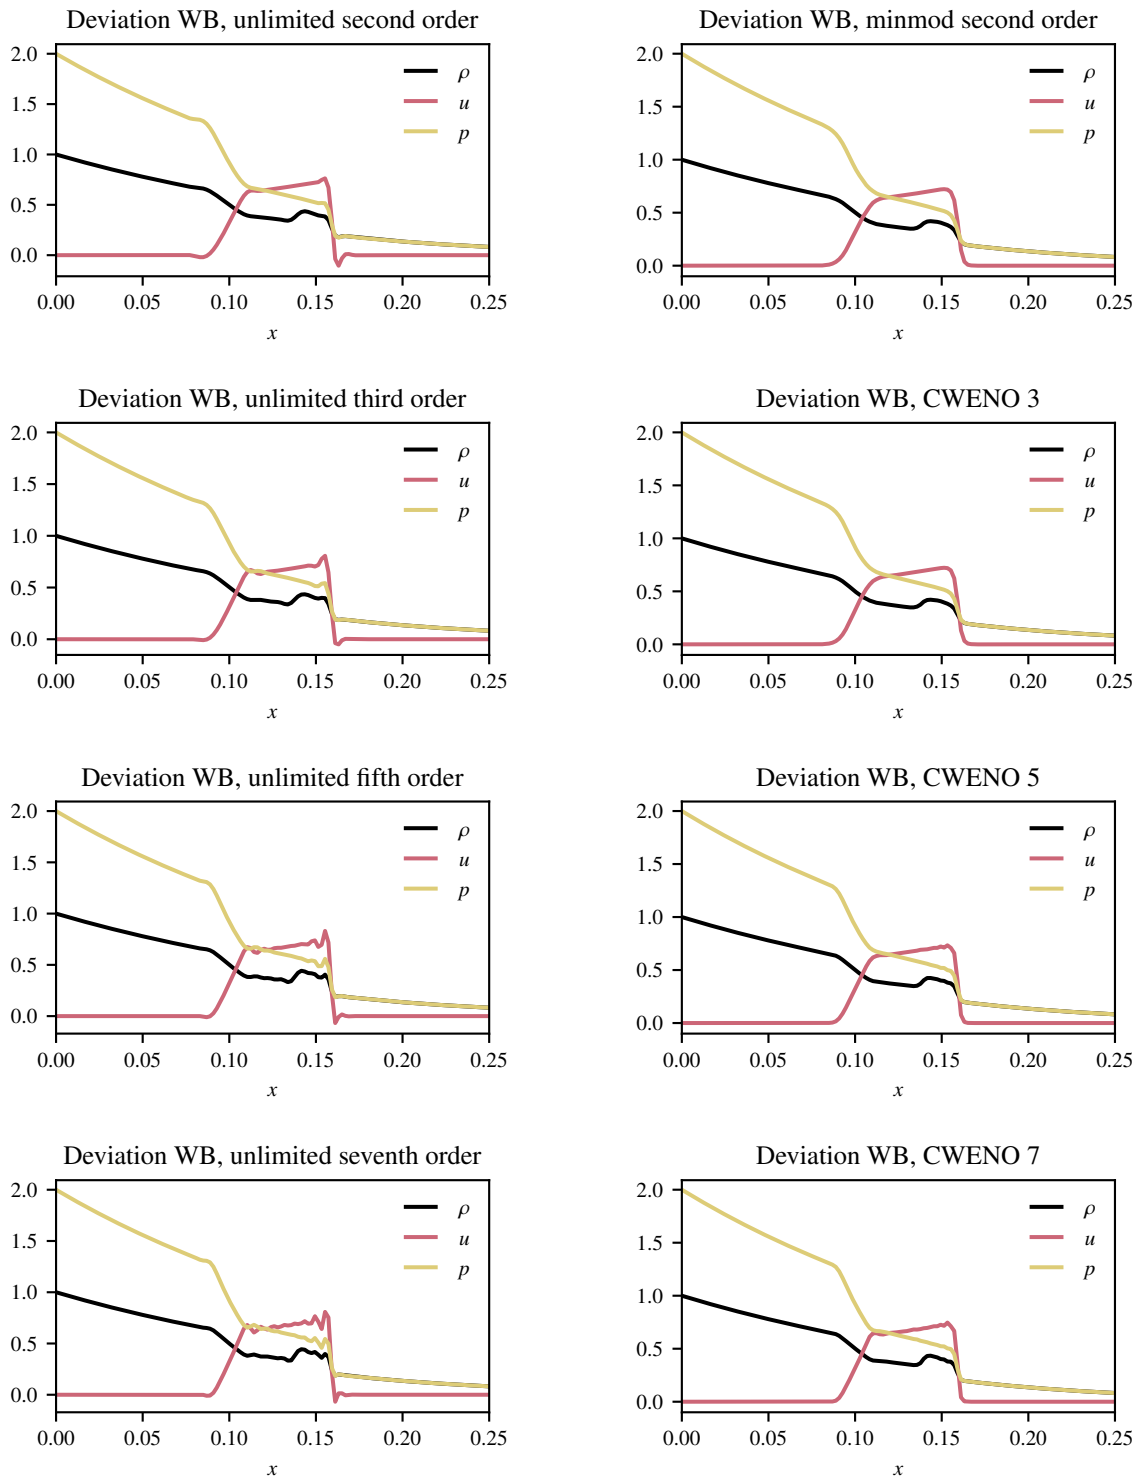 Deviation WB, unlimited second order
2.0
1.5
1.0
0.5
0.0
ρ
u
p
0.00 0.05 0.10 0.15 0.20 0.25
x
Deviation WB, minmod second order
2.0
1.5
1.0
0.5
0.0
ρ
u
p
0.00 0.05 0.10 0.15 0.20 0.25
x
Deviation WB, unlimited third order
2.0
1.5
1.0
0.5
0.0
ρ
u
p
0.00 0.05 0.10 0.15 0.20 0.25
x
Deviation WB, CWENO 3
2.0
1.5
1.0
0.5
0.0
ρ
u
p
0.00 0.05 0.10 0.15 0.20 0.25
x
Deviation WB, unlimited fifth order
2.0
1.5
1.0
0.5
0.0
ρ
u
p
0.00 0.05 0.10 0.15 0.20 0.25
x
Deviation WB, CWENO 5
2.0
1.5
1.0
0.5
0.0
ρ
u
p
0.00 0.05 0.10 0.15 0.20 0.25
x
Deviation WB, unlimited seventh order
2.0
1.5
1.0
0.5
0.0
ρ
u
p
0.00 0.05 0.10 0.15 0.20 0.25
x
Deviation WB, CWENO 7
2.0
1.5
1.0
0.5
0.0
ρ
u
p
0.00 0.05 0.10 0.15 0.20 0.25
x